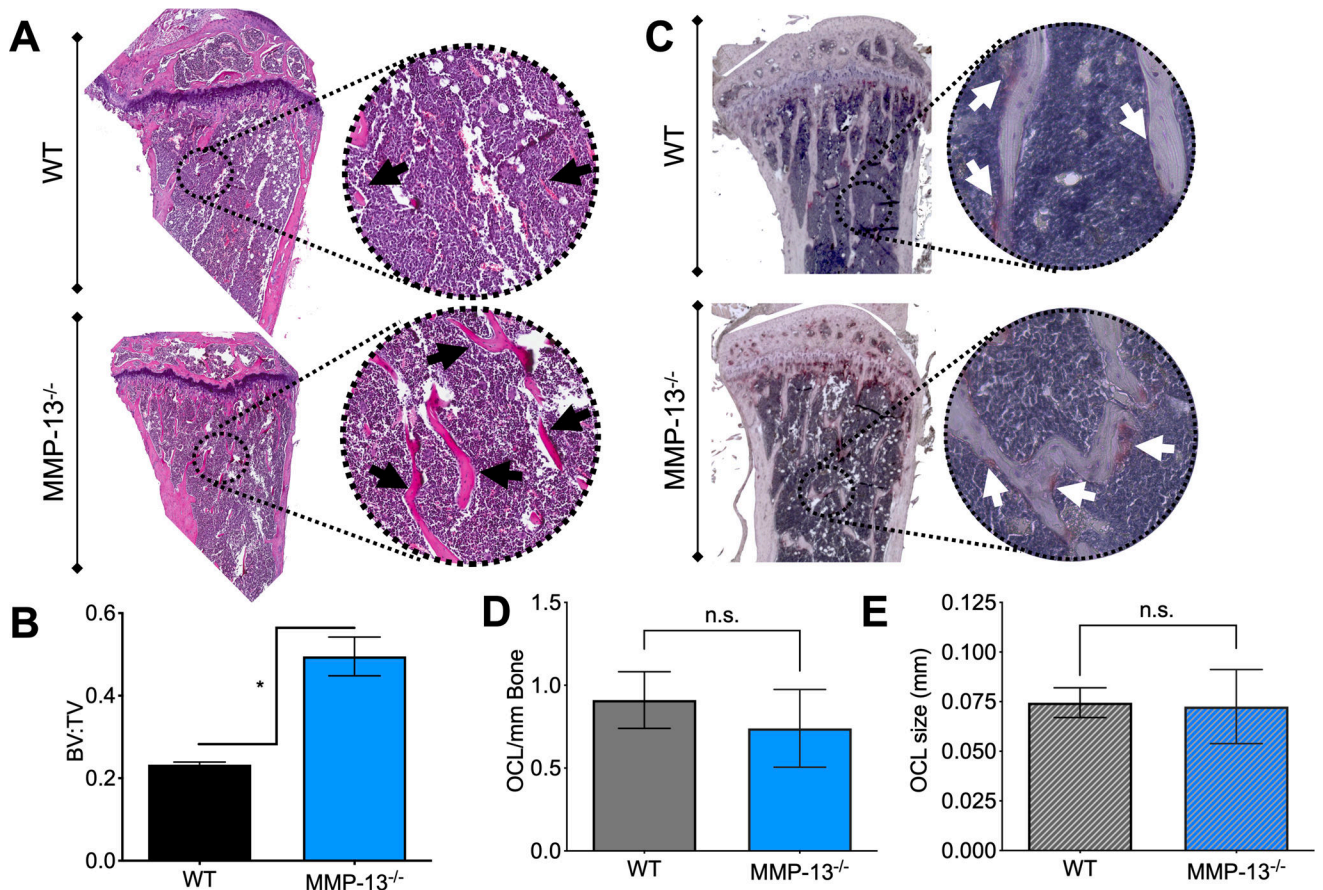 A
WT
MMP-13-/-
C
WT
MMP-13-/-
B
BV:TV
0.6
0.4
0.2
0.0
*
WT
MMP-13-/-
D
OCL/mm Bone
1.5
1.0
0.5
0.0
n.s.
WT
MMP-13-/-
E
OCL size (mm)
0.125
0.100
0.075
0.050
0.025
0.000
n.s.
WT
MMP-13-/-